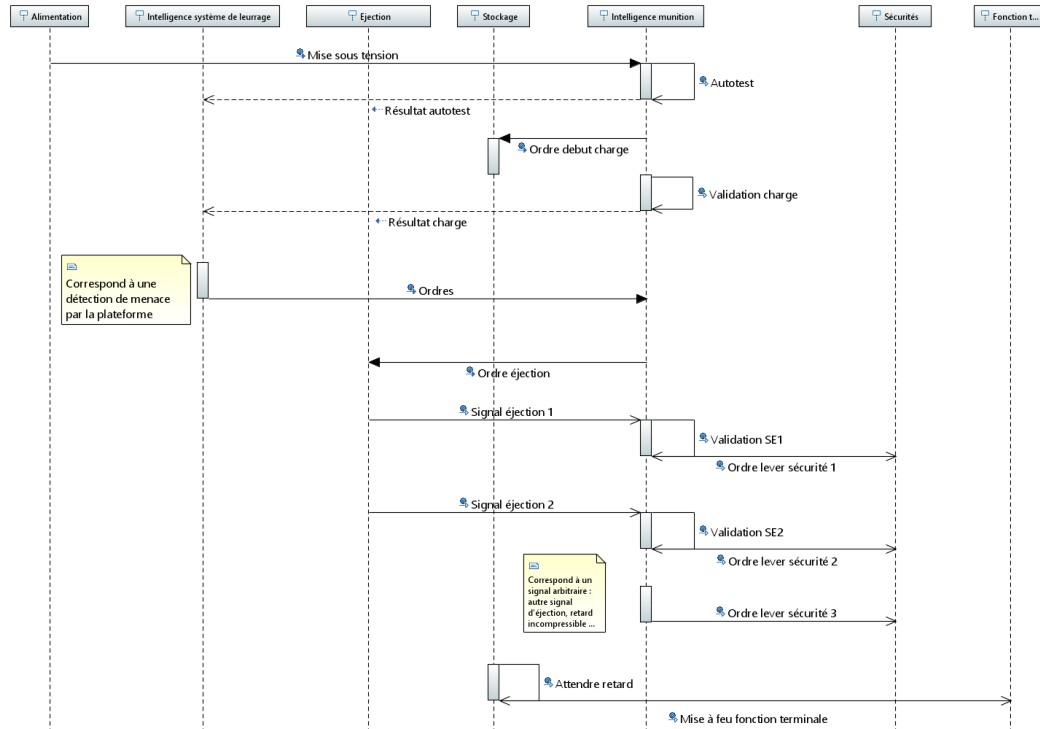 Alimentation
Intelligence système de leurrage
Ejection
Stockage
Intelligence munition
Sécurités
Fonction t...
Mise sous tension
Autotest
Résultat autotest
Ordre debut charge
Validation charge
Résultat charge
Correspond à une
détection de menace
par la plateforme
Ordres
Ordre éjection
Signal éjection 1
Validation SE1
Ordre lever sécurité 1
Signal éjection 2
Validation SE2
Ordre lever sécurité 2
Correspond à un
signal arbitraire :
autre signal
d'éjection, retard
incompressible ...
Ordre lever sécurité 3
Attendre retard
Mise à feu fonction terminale